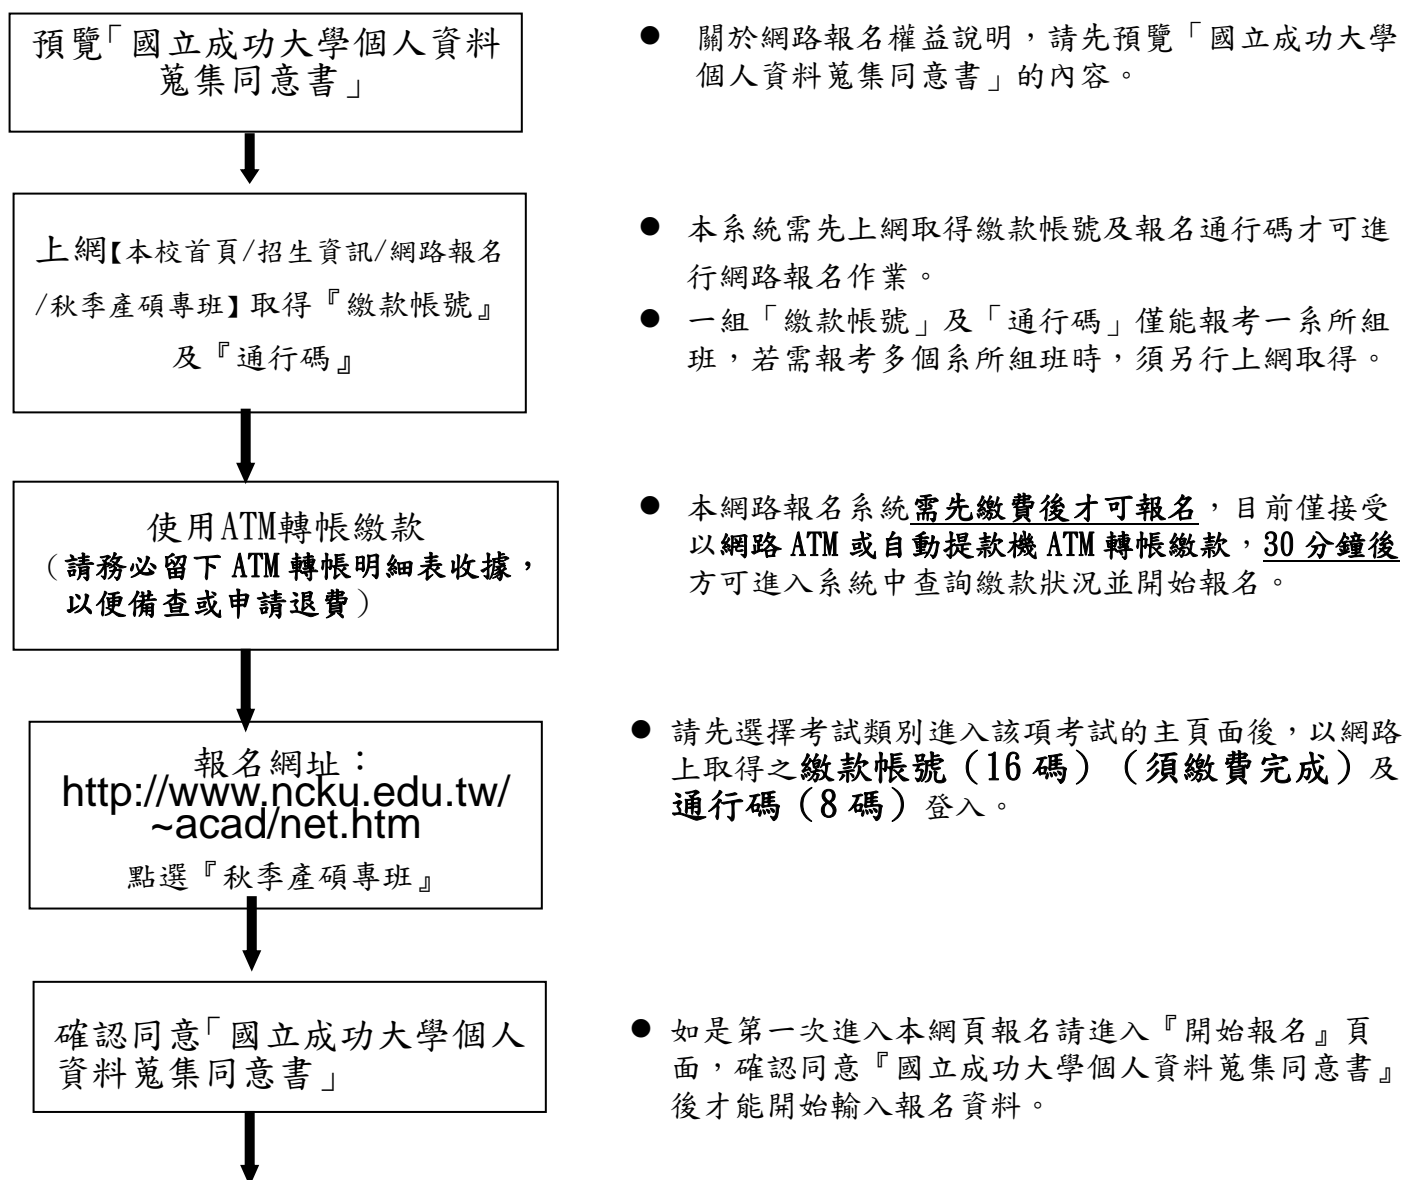 預覽「國立成功大學個人資料
蒐集同意書」
● 關於網路報名權益說明，請先預覽「國立成功大學
個人資料蒐集同意書」的內容。
上網【本校首頁/招生資訊/網路報名
/秋季產碩專班】取得『繳款帳號』
及『通行碼』
● 本系統需先上網取得繳款帳號及報名通行碼才可進
行網路報名作業。
● 一組「繳款帳號」及「通行碼」僅能報考一系所組
班，若需報考多個系所組班時，須另行上網取得。
使用ATM轉帳繳款
（請務必留下 ATM 轉帳明細表收據，
以便備查或申請退費）
● 本網路報名系統需先繳費後才可報名，目前僅接受
以網路 ATM 或自動提款機 ATM 轉帳繳款，30 分鐘後
方可進入系統中查詢繳款狀況並開始報名。
報名網址：
http://www.ncku.edu.tw/
~acad/net.htm
點選『秋季產碩專班』
● 請先選擇考試類別進入該項考試的主頁面後，以網路
上取得之繳款帳號（16 碼）（須繳費完成）及
通行碼（8 碼）登入。
確認同意「國立成功大學個人
資料蒐集同意書」
● 如是第一次進入本網頁報名請進入『開始報名』頁
面，確認同意『國立成功大學個人資料蒐集同意書』
後才能開始輸入報名資料。